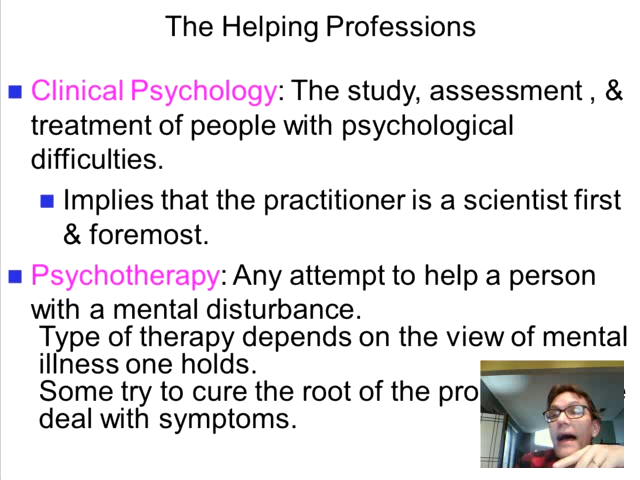 The Helping Professions
Clinical Psychology: The study, assessment , &
treatment of people with psychological
difficulties.
Implies that the practitioner is a scientist first
& foremost.
Psychotherapy: Any attempt to help a person
with a mental disturbance.
Type of therapy depends on the view of mental
illness one holds.
Some try to cure the root of the
deal with symptoms.